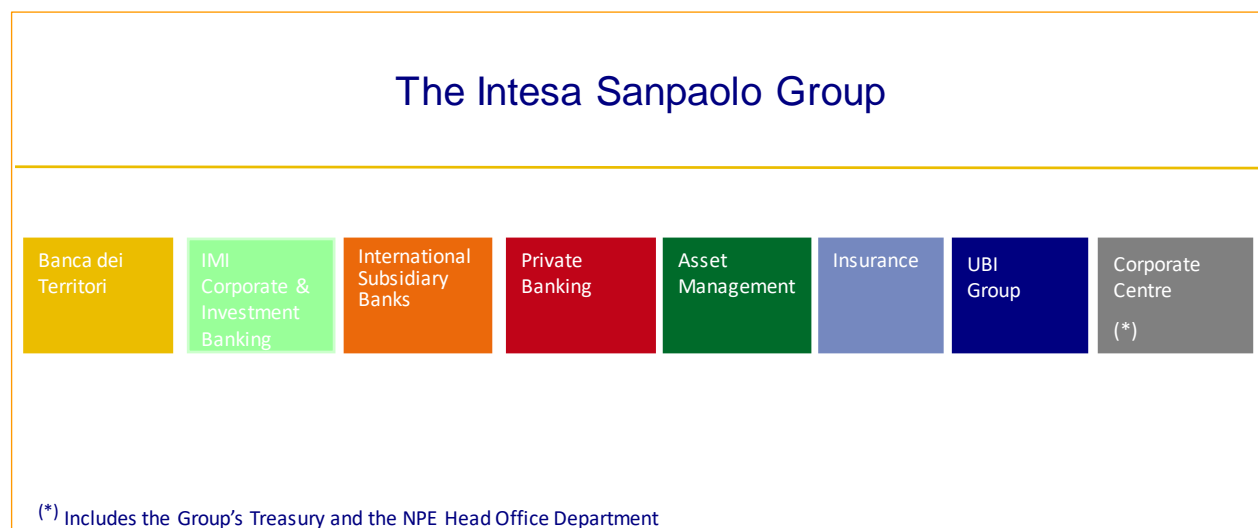 The Intesa Sanpaolo Group
Banca dei
Territori
IMI
Corporate &
Investment
Banking
International
Subsidiary
Banks
Private
Banking
Asset
Management
Insurance
UBI
Group
Corporate
Centre
(*)
(*) Includes the Group's Treasury and the NPE Head Office Department